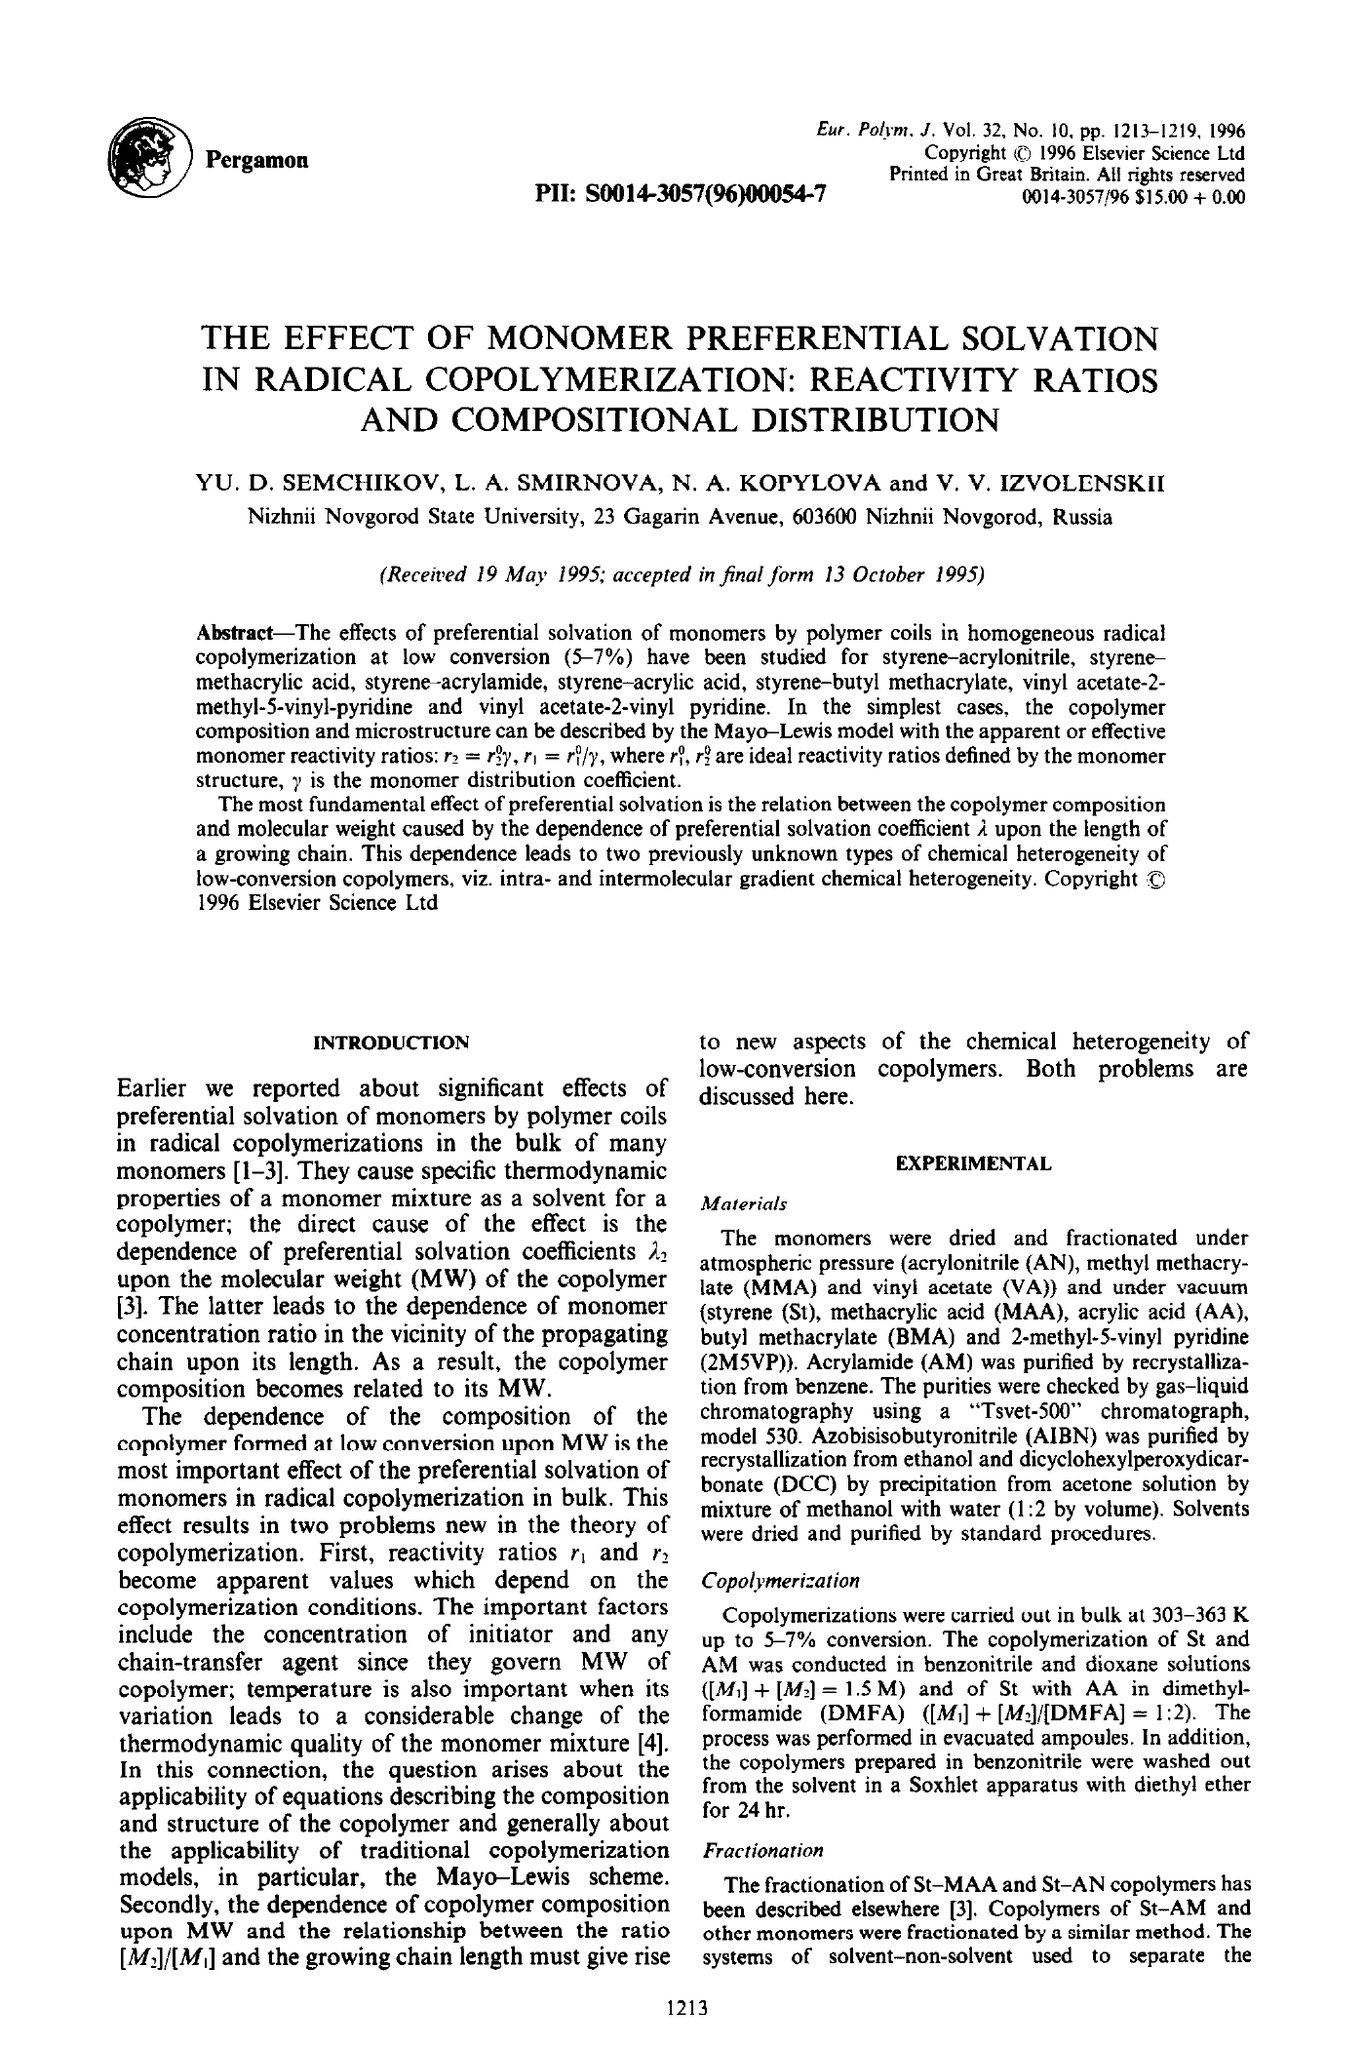 Pergamon
Eur. Polym. J. Vol. 32, No. 10, pp. 1213–1219, 1996
Copyright © 1996 Elsevier Science Ltd
Printed in Great Britain. All rights reserved
PII: S0014-3057(96)00054-7
0014-3057/96 $15.00 + 0.00
THE EFFECT OF MONOMER PREFERENTIAL SOLVATION
IN RADICAL COPOLYMERIZATION: REACTIVITY RATIOS
AND COMPOSITIONAL DISTRIBUTION
YU. D. SEMCHIKOV, L. A. SMIRNOVA, N. A. KOPYLOVA and V. V. IZVOLENSKII
Nizhnii Novgorod State University, 23 Gagarin Avenue, 603600 Nizhnii Novgorod, Russia
(Received 19 May 1995; accepted in final form 13 October 1995)
Abstract—The effects of preferential solvation of monomers by polymer coils in homogeneous radical
copolymerization at low conversion (5–7%) have been studied for styrene–acrylonitrile, styrene–
methacrylic acid, styrene–acrylamide, styrene–acrylic acid, styrene–butyl methacrylate, vinyl acetate-2-
methyl-5-vinyl-pyridine and vinyl acetate-2-vinyl pyridine. In the simplest cases, the copolymer
composition and microstructure can be described by the Mayo–Lewis model with the apparent or effective
monomer reactivity ratios: r₂ = r₂⁰γ, r₁ = r₁⁰/γ, where r₁⁰, r₂⁰ are ideal reactivity ratios defined by the monomer
structure, γ is the monomer distribution coefficient.
The most fundamental effect of preferential solvation is the relation between the copolymer composition
and molecular weight caused by the dependence of preferential solvation coefficient λ upon the length of
a growing chain. This dependence leads to two previously unknown types of chemical heterogeneity of
low-conversion copolymers, viz. intra- and intermolecular gradient chemical heterogeneity. Copyright ©
1996 Elsevier Science Ltd
INTRODUCTION
Earlier we reported about significant effects of
preferential solvation of monomers by polymer coils
in radical copolymerizations in the bulk of many
monomers [1–3]. They cause specific thermodynamic
properties of a monomer mixture as a solvent for a
copolymer; the direct cause of the effect is the
dependence of preferential solvation coefficients λ₂
upon the molecular weight (MW) of the copolymer
[3]. The latter leads to the dependence of monomer
concentration ratio in the vicinity of the propagating
chain upon its length. As a result, the copolymer
composition becomes related to its MW.
The dependence of the composition of the
copolymer formed at low conversion upon MW is the
most important effect of the preferential solvation of
monomers in radical copolymerization in bulk. This
effect results in two problems new in the theory of
copolymerization. First, reactivity ratios r₁ and r₂
become apparent values which depend on the
copolymerization conditions. The important factors
include the concentration of initiator and any
chain-transfer agent since they govern MW of
copolymer; temperature is also important when its
variation leads to a considerable change of the
thermodynamic quality of the monomer mixture [4].
In this connection, the question arises about the
applicability of equations describing the composition
and structure of the copolymer and generally about
the applicability of traditional copolymerization
models, in particular, the Mayo–Lewis scheme.
Secondly, the dependence of copolymer composition
upon MW and the relationship between the ratio
[M₂]/[M₁] and the growing chain length must give rise
to new aspects of the chemical heterogeneity of
low-conversion copolymers. Both problems are
discussed here.
EXPERIMENTAL
Materials
The monomers were dried and fractionated under
atmospheric pressure (acrylonitrile (AN), methyl methacry-
late (MMA) and vinyl acetate (VA)) and under vacuum
(styrene (St), methacrylic acid (MAA), acrylic acid (AA),
butyl methacrylate (BMA) and 2-methyl-5-vinyl pyridine
(2M5VP)). Acrylamide (AM) was purified by recrystalliza-
tion from benzene. The purities were checked by gas–liquid
chromatography using a “Tsvet-500” chromatograph,
model 530. Azobisisobutyronitrile (AIBN) was purified by
recrystallization from ethanol and dicyclohexylperoxydicar-
bonate (DCC) by precipitation from acetone solution by
mixture of methanol with water (1:2 by volume). Solvents
were dried and purified by standard procedures.
Copolymerization
Copolymerizations were carried out in bulk at 303–363 K
up to 5–7% conversion. The copolymerization of St and
AM was conducted in benzonitrile and dioxane solutions
([M₁] + [M₂] = 1.5 M) and of St with AA in dimethyl-
formamide (DMFA) ([M₁] + [M₂]/[DMFA] = 1:2). The
process was performed in evacuated ampoules. In addition,
the copolymers prepared in benzonitrile were washed out
from the solvent in a Soxhlet apparatus with diethyl ether
for 24 hr.
Fractionation
The fractionation of St–MAA and St–AN copolymers has
been described elsewhere [3]. Copolymers of St–AM and
other monomers were fractionated by a similar method. The
systems of solvent–non-solvent used to separate the
1213